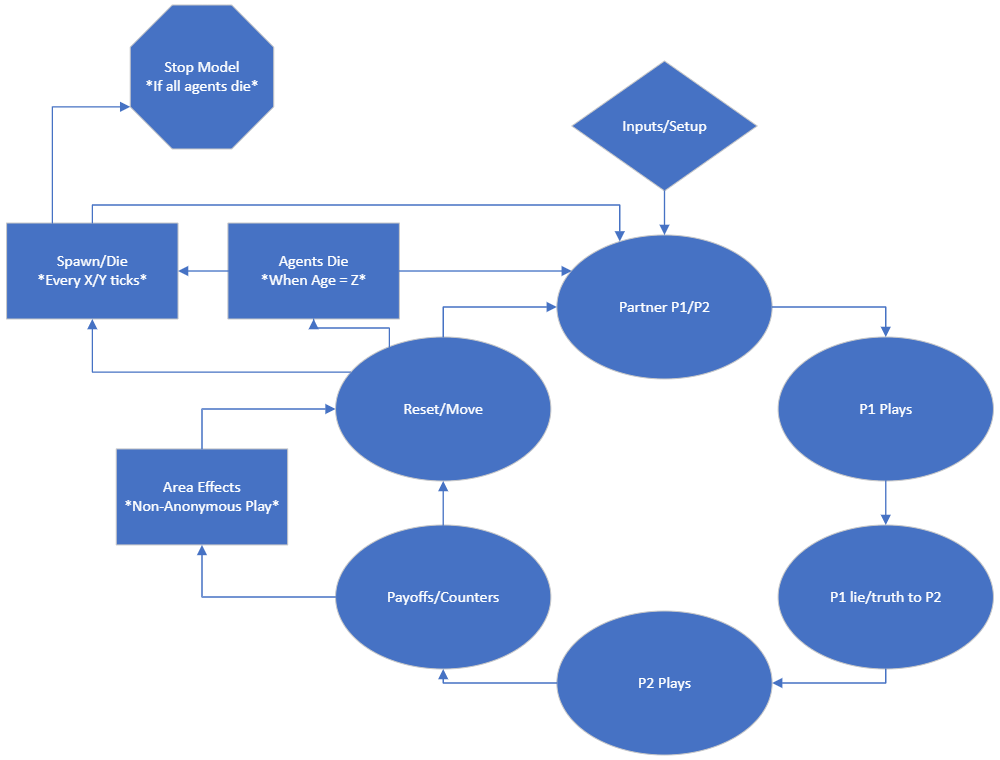 Stop Model
*If all agents die*
Inputs/Setup
Spawn/Die
*Every X/Y ticks*
Agents Die
*When Age = Z*
Partner P1/P2
Reset/Move
P1 Plays
Area Effects
*Non-Anonymous Play*
Payoffs/Counters
P1 lie/truth to P2
P2 Plays